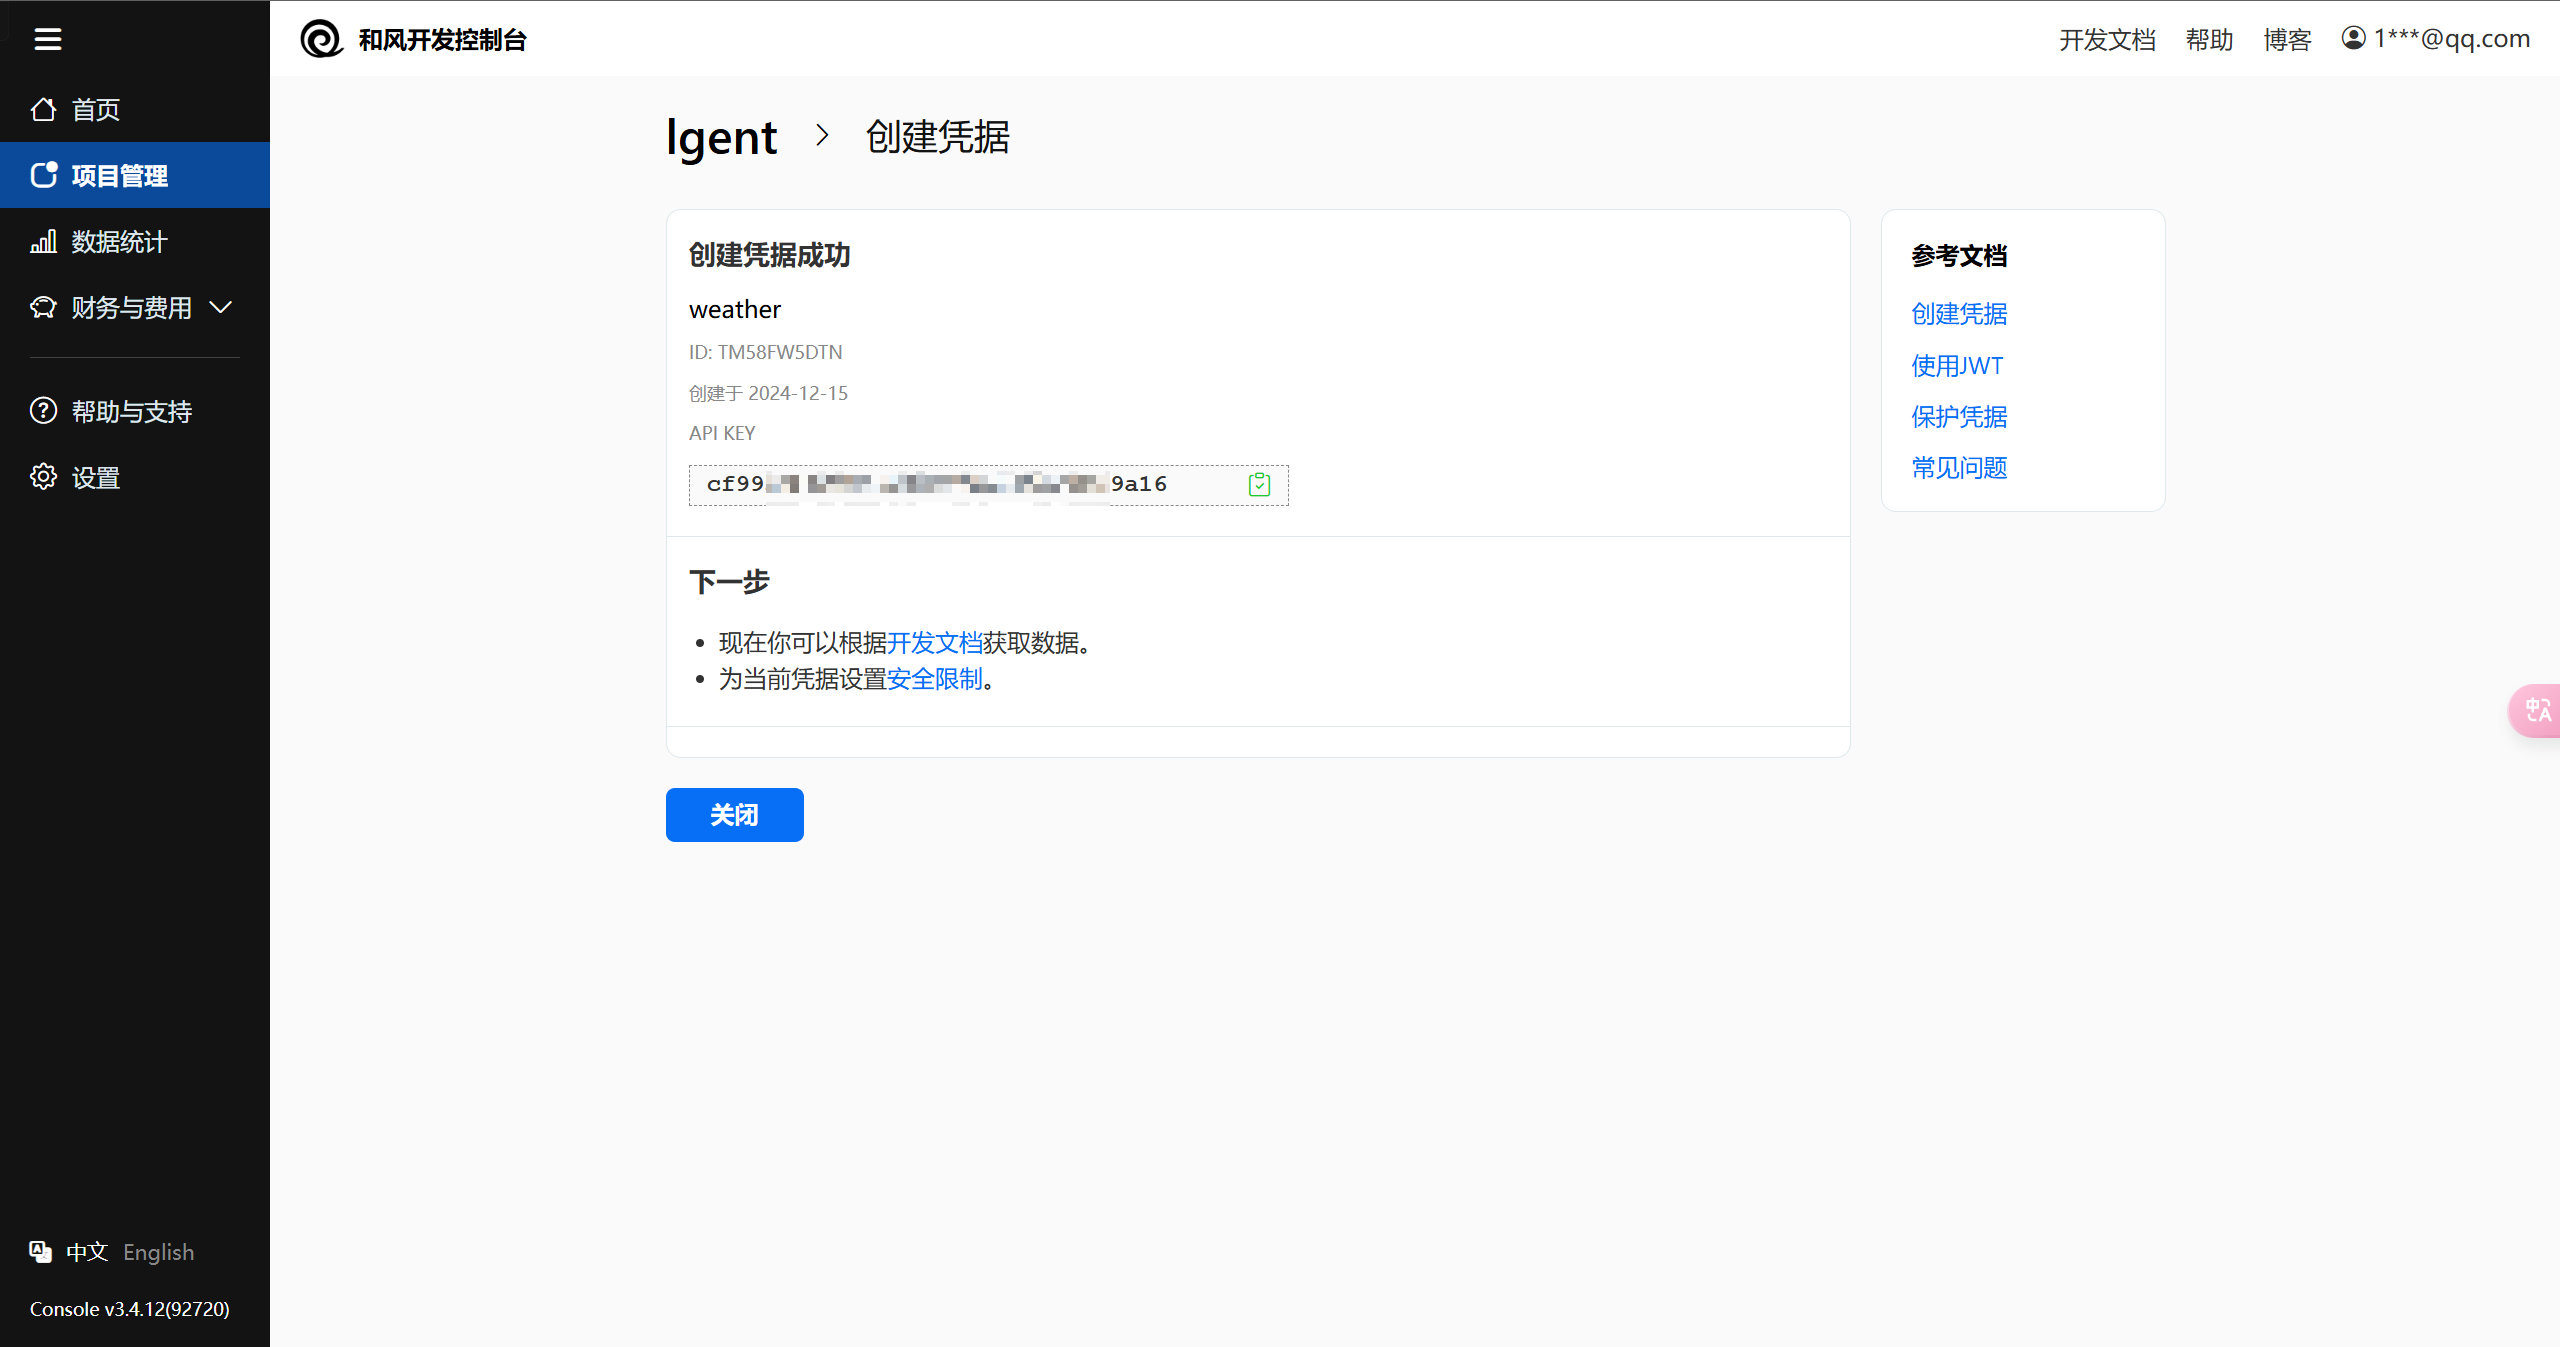 和风开发控制台
开发文档 帮助 博客 1***@qq.com
首页
项目管理
数据统计
财务与费用
帮助与支持
设置
中文 English
Console v3.4.12(92720)
lgent > 创建凭据
创建凭据成功
weather
ID: TM58FW5DTN
创建于 2024-12-15
API KEY
cf99 9a16
下一步
现在你可以根据开发文档获取数据。
为当前凭据设置安全限制。
关闭
参考文档
创建凭据
使用JWT
保护凭据
常见问题